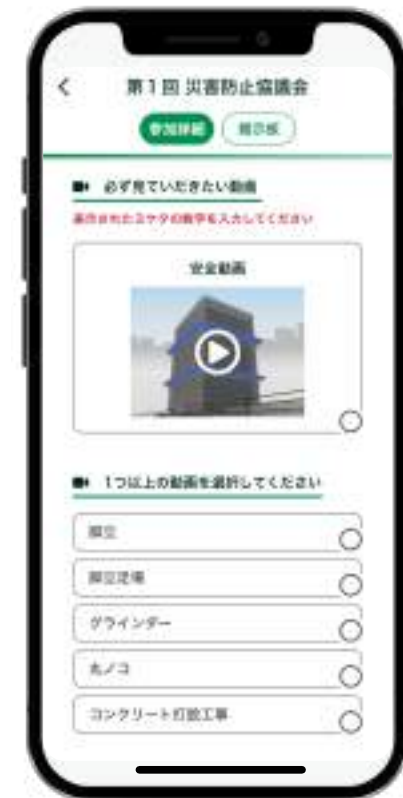 第1回 災害防止協議会
参加詳細 掲示板
必ず見ていだきたい動画
表示された3ケタの数字を入力してください
安全動画
1つ以上の動画を選択してください
脚立
脚立足場
グラインダー
丸ノコ
コンクリート打設工事